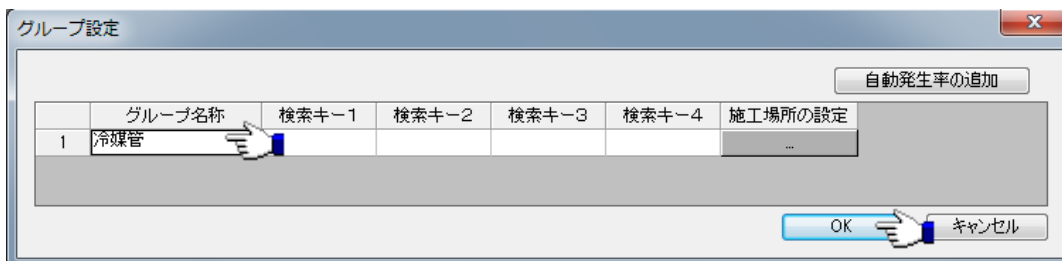 グループ設定
自動発生率の追加
グループ名称 検索キー1 検索キー2 検索キー3 検索キー4 施工場所の設定
1 冷媒管 ...
OK キャンセル